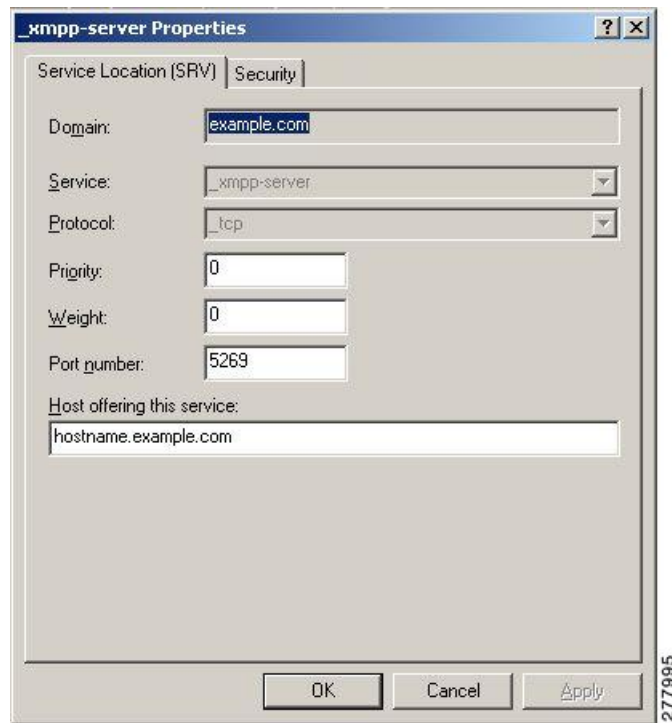 _xmpp-server Properties
? X
Service Location (SRV) Security
Domain: example.com
Service: _xmpp-server
Protocol: _tcp
Priority: 0
Weight: 0
Port number: 5269
Host offering this service:
hostname.example.com
OK Cancel Apply
277995